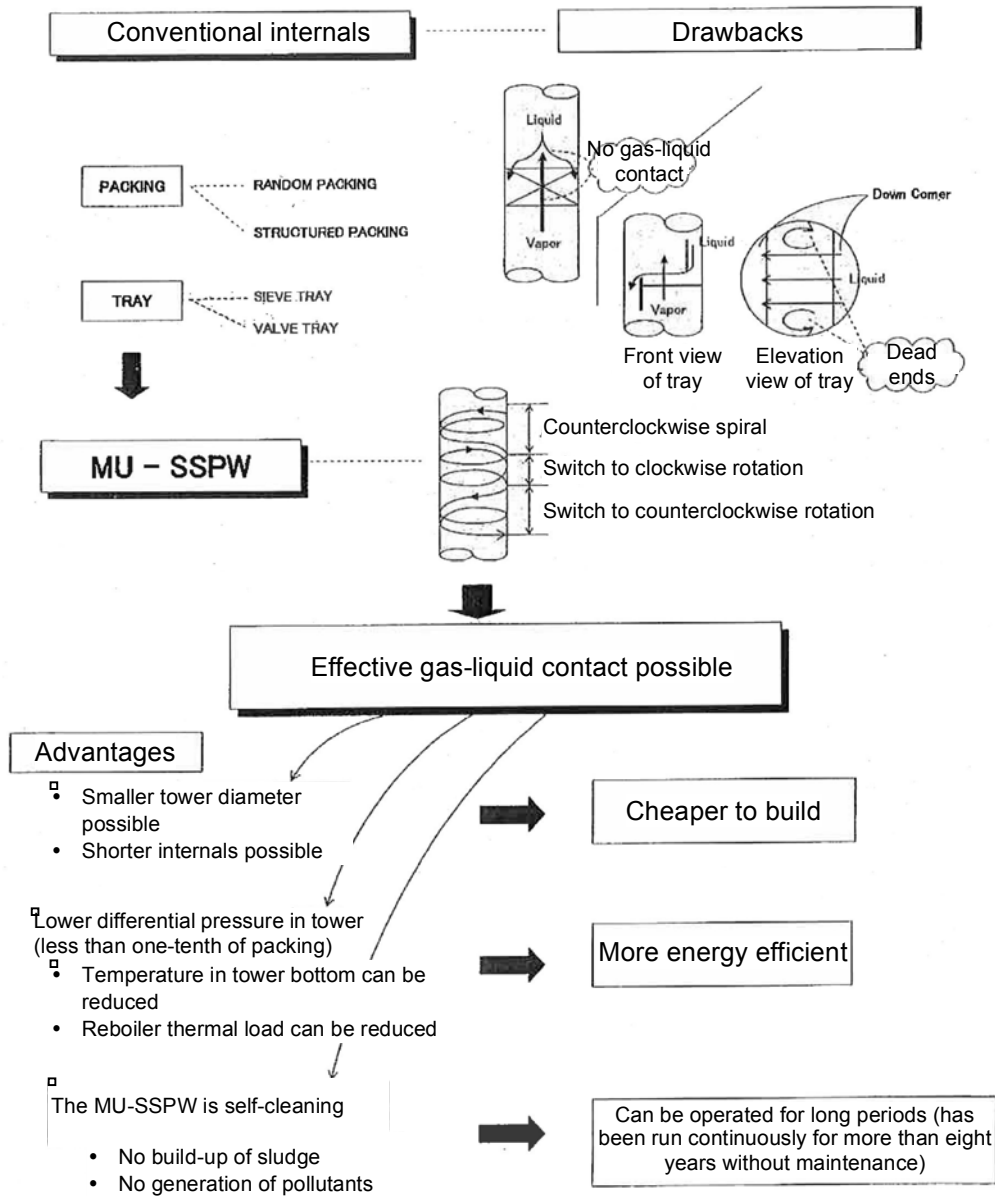 Conventional internals
Drawbacks
Liquid
No gas-liquid
contact
Vapor
PACKING
RANDOM PACKING
STRUCTURED PACKING
TRAY
SIEVE TRAY
VALVE TRAY
Down Comer
Liquid
Vapor
Liquid
Front view
of tray
Elevation
view of tray
Dead
ends
MU - SSPW
Counterclockwise spiral
Switch to clockwise rotation
Switch to counterclockwise rotation
Effective gas-liquid contact possible
Advantages
• Smaller tower diameter
possible
• Shorter internals possible
Cheaper to build
Lower differential pressure in tower
(less than one-tenth of packing)
• Temperature in tower bottom can be
reduced
• Reboiler thermal load can be reduced
More energy efficient
The MU-SSPW is self-cleaning
• No build-up of sludge
• No generation of pollutants
Can be operated for long periods (has
been run continuously for more than eight
years without maintenance)